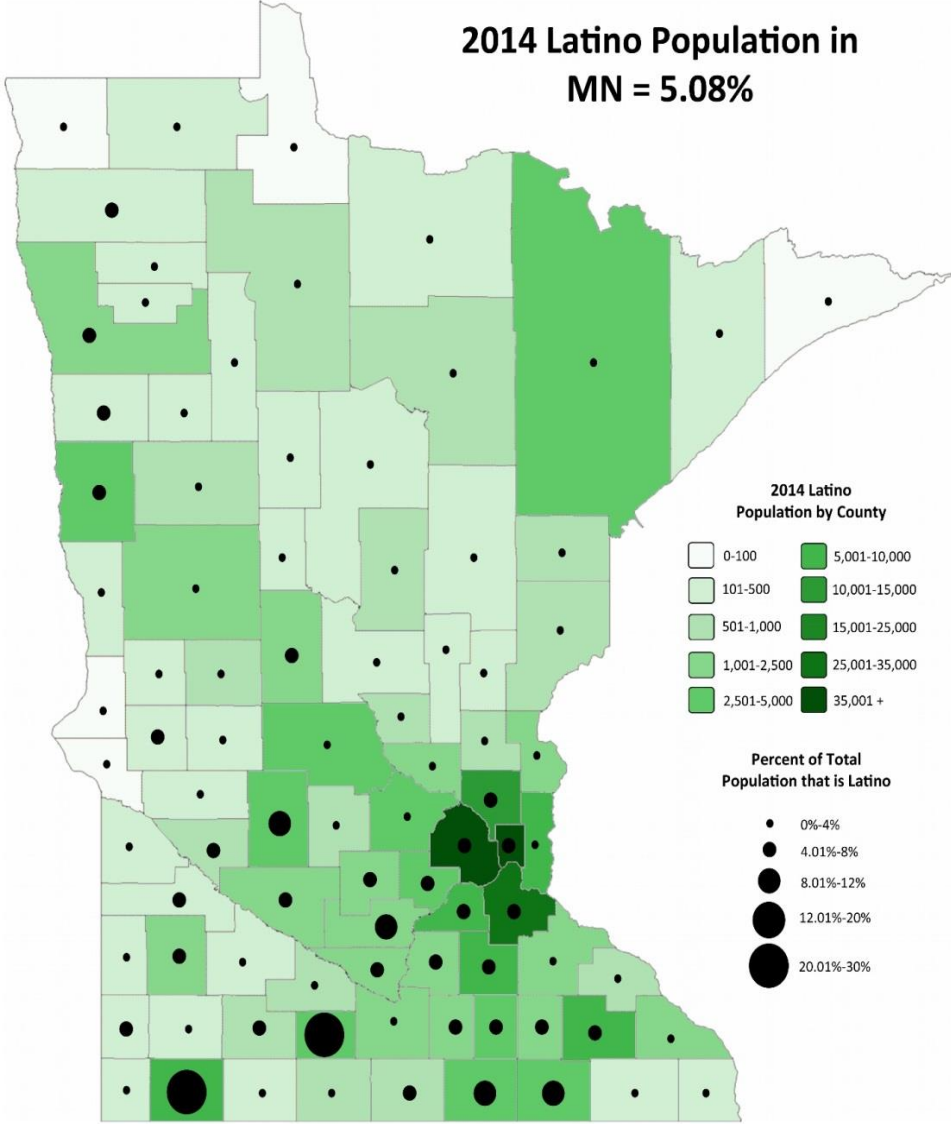 2014 Latino Population in
MN = 5.08%
2014 Latino
Population by County
0-100
101-500
501-1,000
1,001-2,500
2,501-5,000
5,001-10,000
10,001-15,000
15,001-25,000
25,001-35,000
35,001 +
Percent of Total
Population that is Latino
0%-4%
4.01%-8%
8.01%-12%
12.01%-20%
20.01%-30%